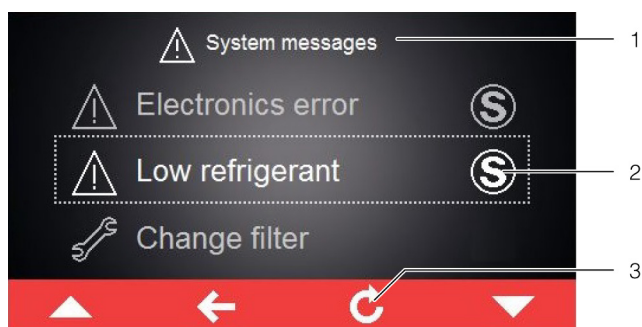 System messages
1
Electronics error
S
Low refrigerant
S
2
Change filter
3